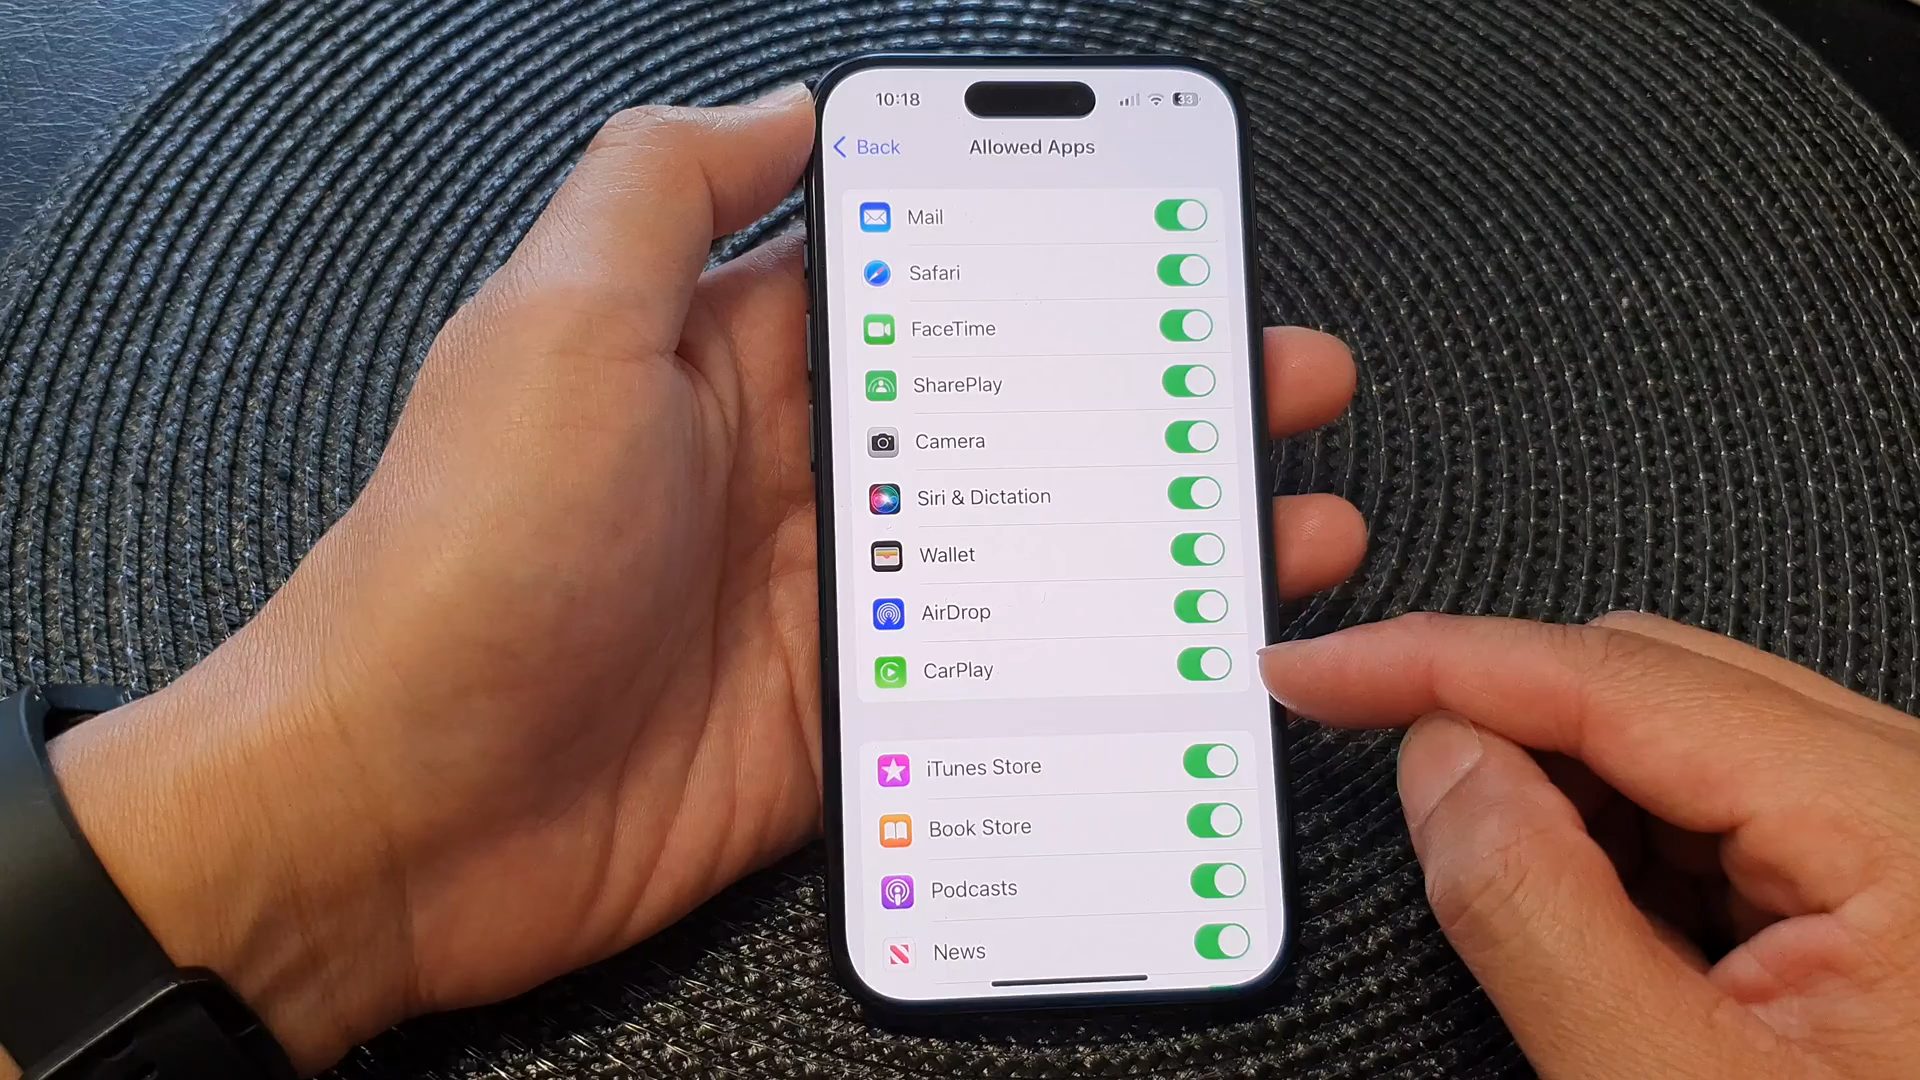 10:18
33
Back
Allowed Apps
Mail
Safari
FaceTime
SharePlay
Camera
Siri & Dictation
Wallet
AirDrop
CarPlay
iTunes Store
Book Store
Podcasts
News